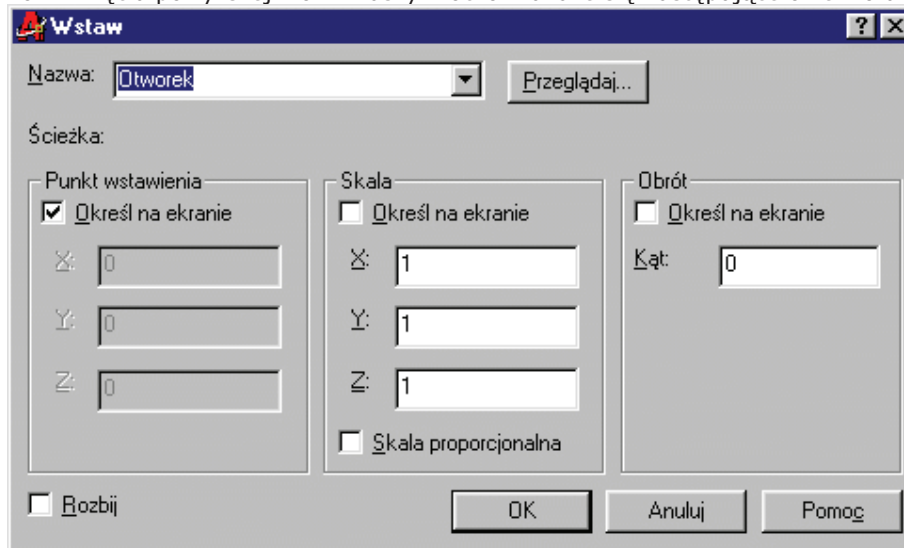 Wstaw
Nazwa: Otworek Przeglądaj...
Ścieżka:
Punkt wstawienia
Określ na ekranie
X: 0
Y: 0
Z: 0
Skala
Określ na ekranie
X: 1
Y: 1
Z: 1
Skala proporcjonalna
Obrót
Określ na ekranie
Kąt: 0
Rozbij
OK Anuluj Pomoc